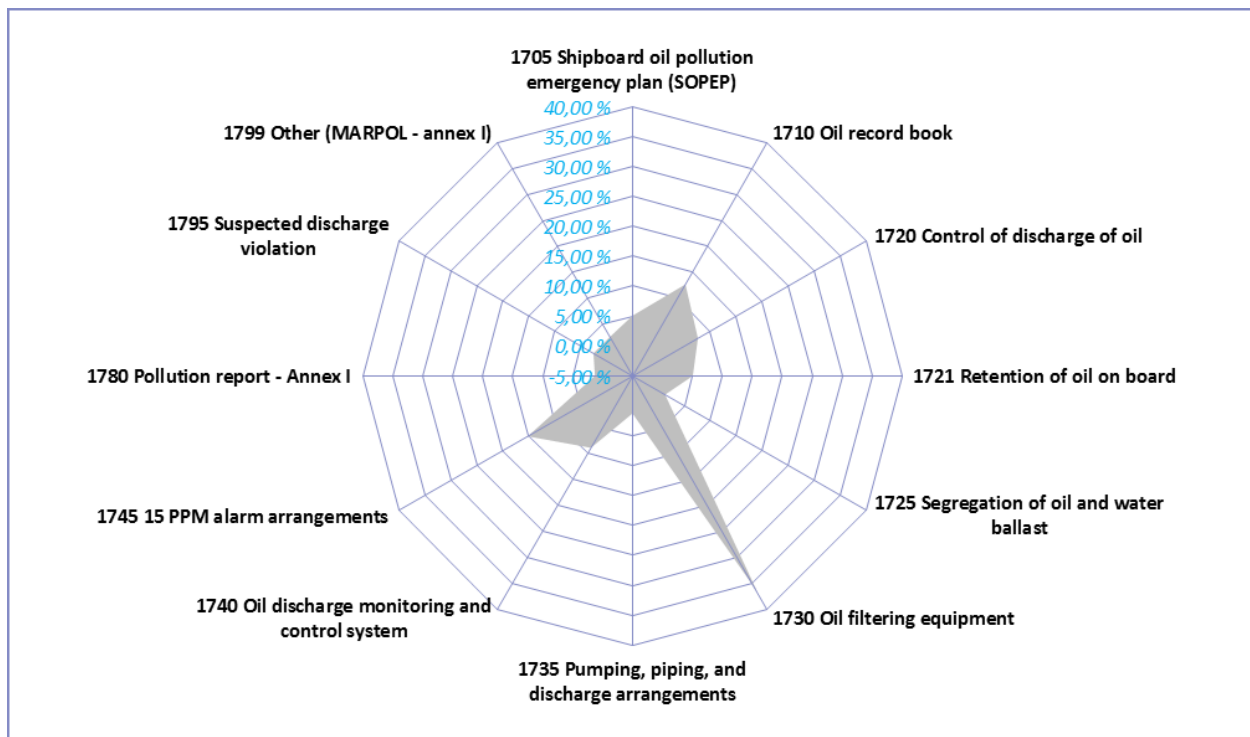 1705 Shipboard oil pollution
emergency plan (SOPEP)
40,00 %
35,00 %
30,00 %
25,00 %
20,00 %
15,00 %
10,00 %
5,00 %
0,00 %
-5,00 %
1710 Oil record book
1720 Control of discharge of oil
1721 Retention of oil on board
1725 Segregation of oil and water
ballast
1730 Oil filtering equipment
1735 Pumping, piping, and
discharge arrangements
1740 Oil discharge monitoring and
control system
1745 15 PPM alarm arrangements
1780 Pollution report - Annex I
1795 Suspected discharge
violation
1799 Other (MARPOL - annex I)